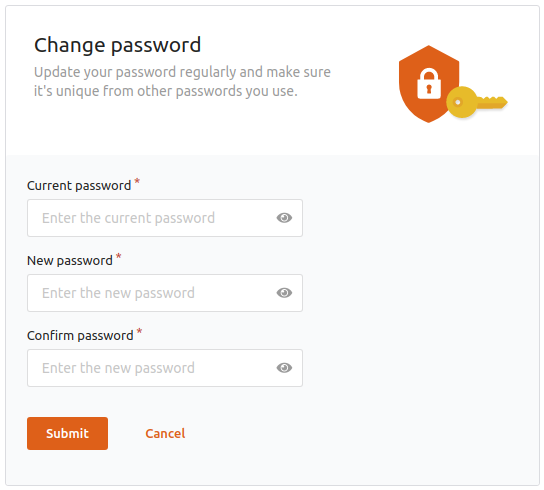 Change password
Update your password regularly and make sure
it's unique from other passwords you use.
Current password *
Enter the current password
New password *
Enter the new password
Confirm password *
Enter the new password
Submit Cancel